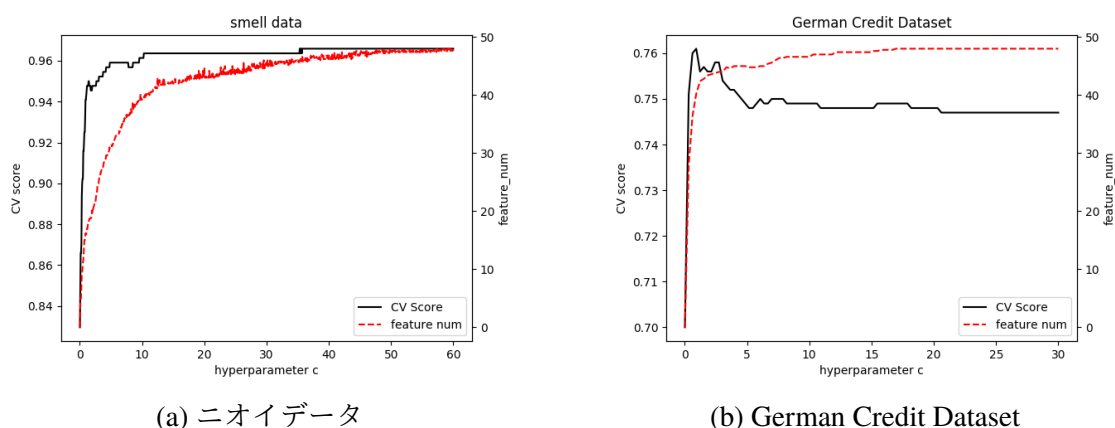 smell data
0.96
0.94
0.92
0.90
0.88
0.86
0.84
CV score
50
40
30
20
10
0
feature_num
CV Score
feature num
0 10 20 30 40 50 60
hyperparameter c
(a) ニオイデータ
German Credit Dataset
0.76
0.75
0.74
0.73
0.72
0.71
0.70
CV score
50
40
30
20
10
0
feature_num
CV Score
feature num
0 5 10 15 20 25 30
hyperparameter c
(b) German Credit Dataset